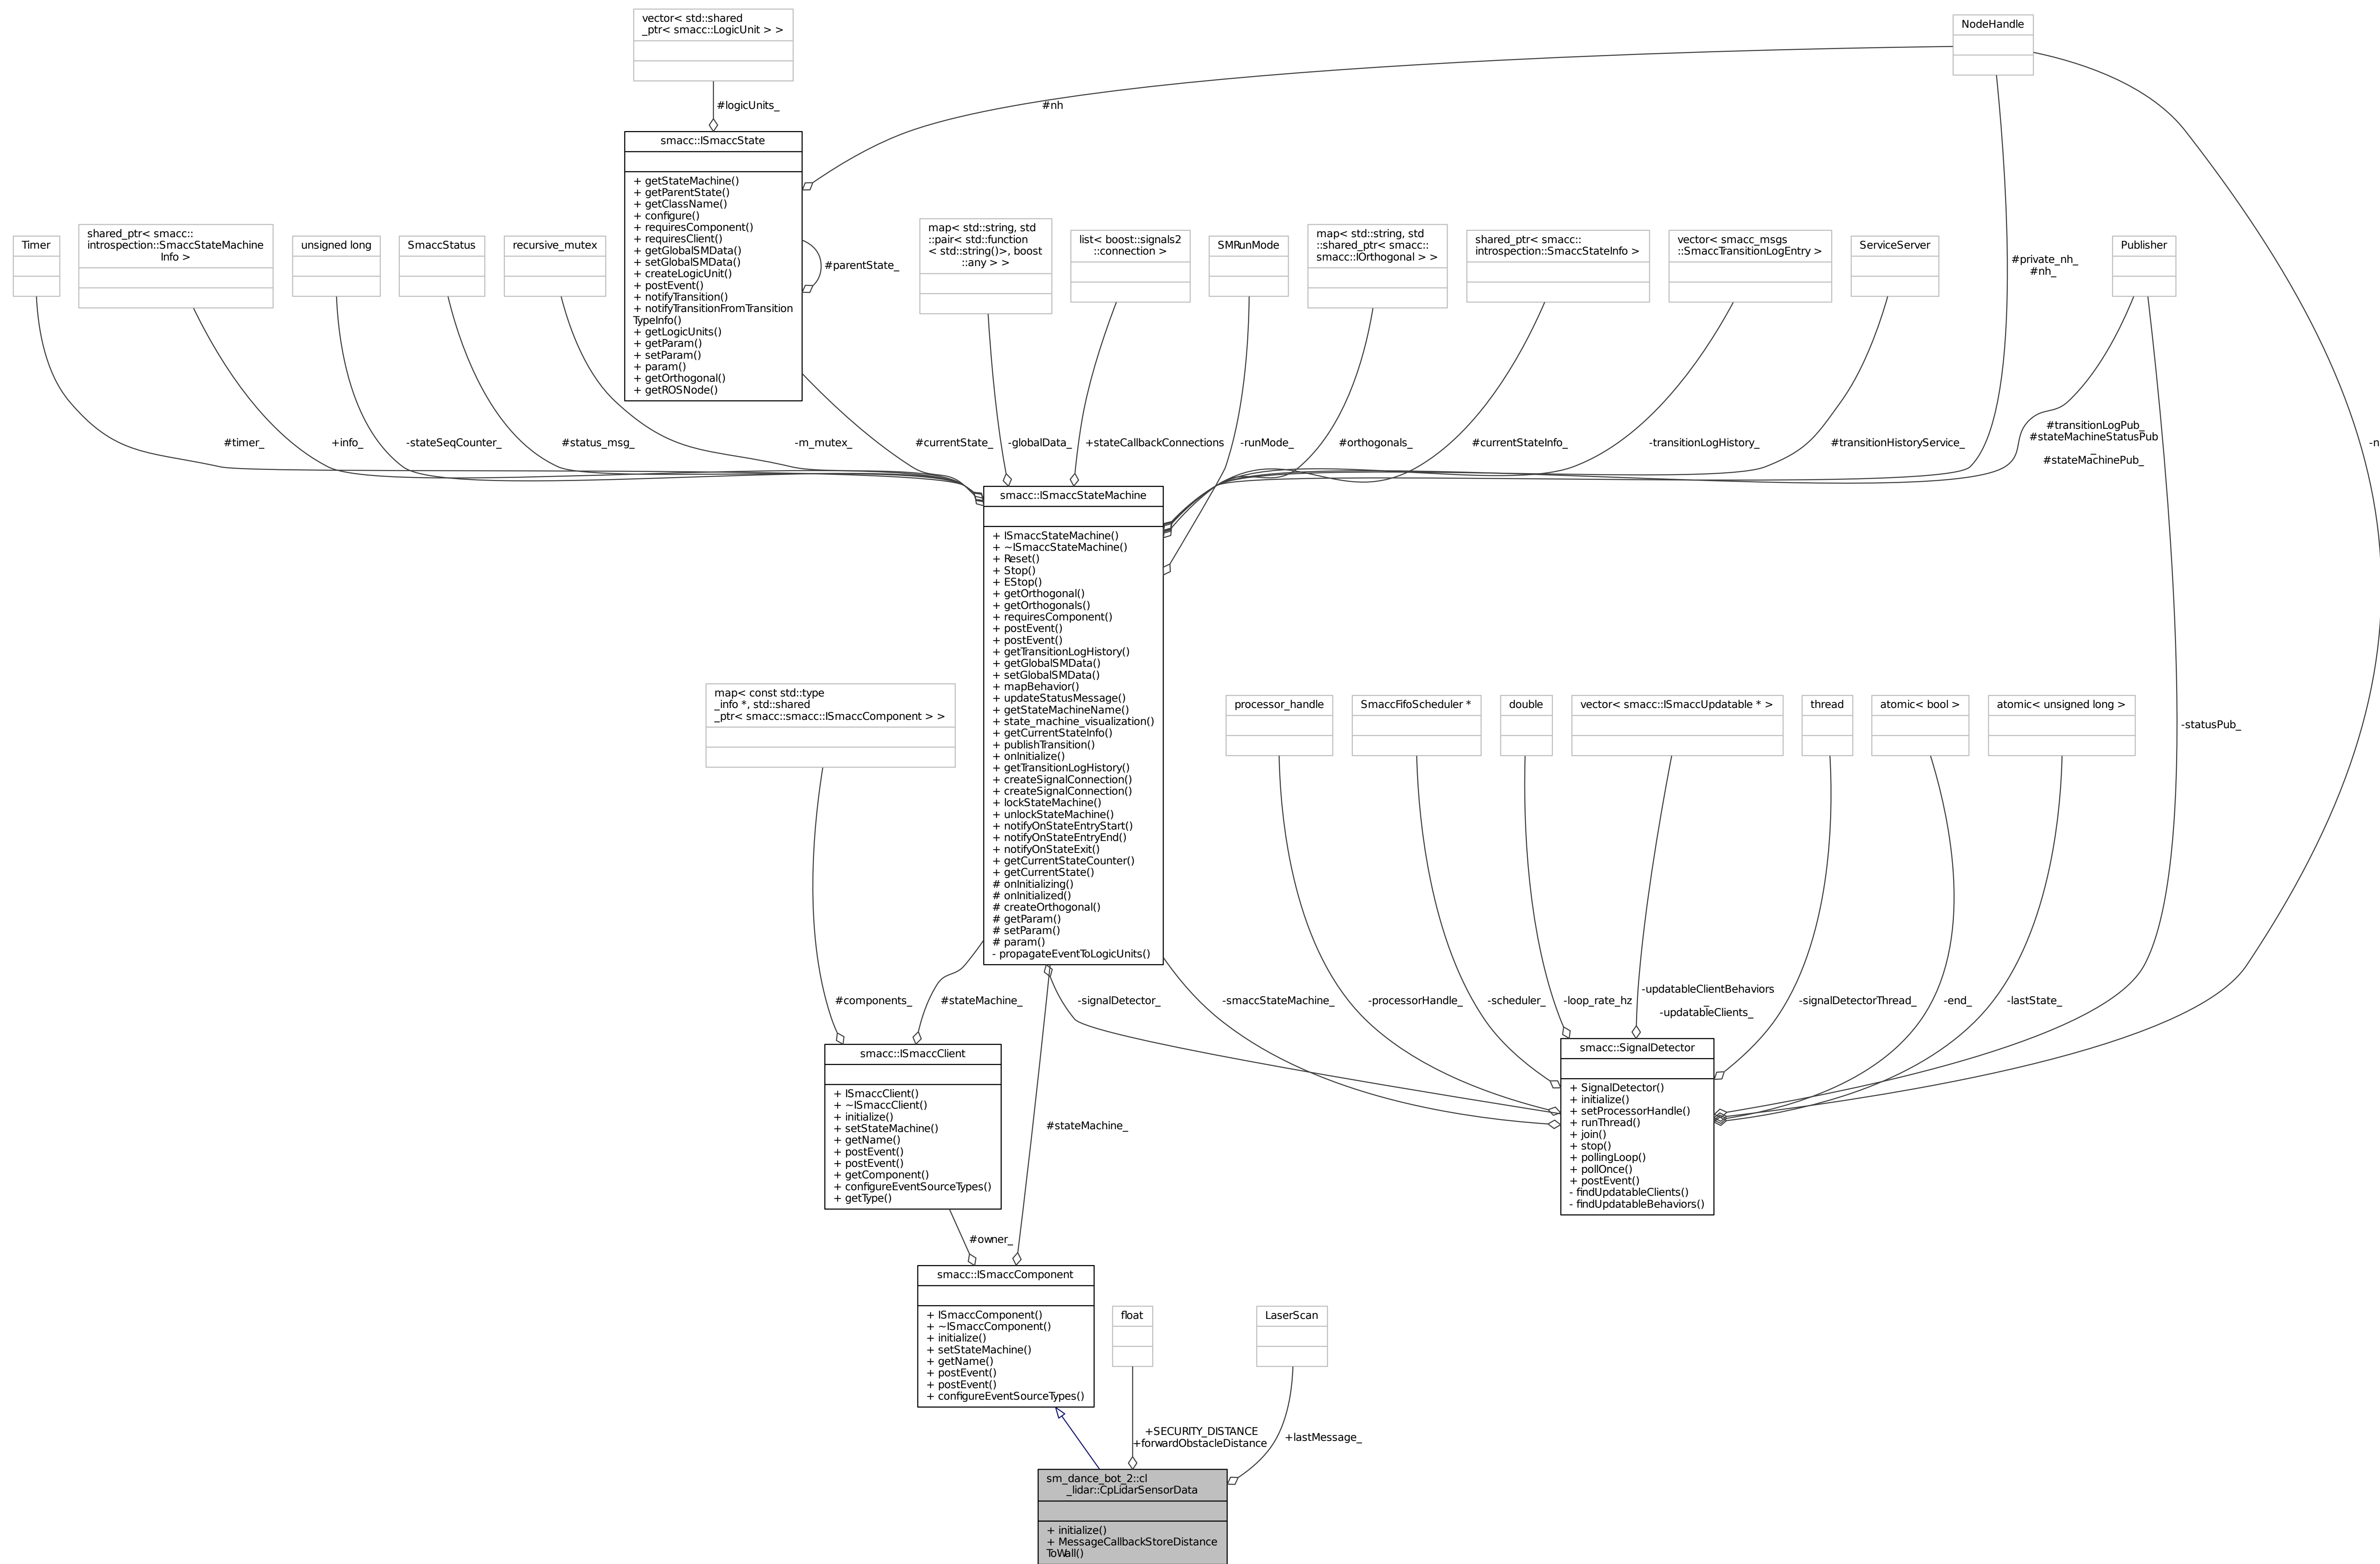 vector< std::shared
_ptr< smacc::LogicUnit > >
NodeHandle
#logicUnits_
#nh
smacc::ISmaccState
+ getStateMachine()
+ getParentState()
+ getClassName()
+ configure()
+ requiresComponent()
+ requiresClient()
+ getGlobalSMData()
+ setGlobalSMData()
+ createLogicUnit()
+ postEvent()
+ notifyTransition()
+ notifyTransitionFromTransition
TypeInfo()
+ getLogicUnits()
+ getParam()
+ setParam()
+ param()
+ getOrthogonal()
+ getROSNode()
#parentState_
Timer
shared_ptr< smacc::
introspection::SmaccStateMachine
Info >
unsigned long
SmaccStatus
recursive_mutex
map< std::string, std
::pair< std::function
< std::string()>, boost
::any > >
list< boost::signals2
::connection >
SMRunMode
map< std::string, std
::shared_ptr< smacc::
smacc::IOrthogonal > >
shared_ptr< smacc::
introspection::SmaccStateInfo >
vector< smacc_msgs
::SmaccTransitionLogEntry >
ServiceServer
#private_nh_
#nh_
Publisher
#timer_
+info_
-stateSeqCounter_
#status_msg_
-m_mutex_
#currentState_
-globalData_
+stateCallbackConnections
-runMode_
#orthogonals_
#currentStateInfo_
-transitionLogHistory_
#transitionHistoryService_
#transitionLogPub_
#stateMachineStatusPub
_
#stateMachinePub_
-n
smacc::ISmaccStateMachine
+ ISmaccStateMachine()
+ ~ISmaccStateMachine()
+ Reset()
+ Stop()
+ EStop()
+ getOrthogonal()
+ getOrthogonals()
+ requiresComponent()
+ postEvent()
+ postEvent()
+ getTransitionLogHistory()
+ getGlobalSMData()
+ setGlobalSMData()
+ mapBehavior()
+ updateStatusMessage()
+ getStateMachineName()
+ state_machine_visualization()
+ getCurrentStateInfo()
+ publishTransition()
+ onInitialize()
+ getTransitionLogHistory()
+ createSignalConnection()
+ createSignalConnection()
+ lockStateMachine()
+ unlockStateMachine()
+ notifyOnStateEntryStart()
+ notifyOnStateEntryEnd()
+ notifyOnStateExit()
+ getCurrentStateCounter()
+ getCurrentState()
# onInitializing()
# onInitialized()
# createOrthogonal()
# getParam()
# setParam()
# param()
- propagateEventToLogicUnits()
map< const std::type
_info *, std::shared
_ptr< smacc::smacc::ISmaccComponent > >
processor_handle
SmaccFifoScheduler *
double
vector< smacc::ISmaccUpdatable * >
thread
atomic< bool >
atomic< unsigned long >
-statusPub_
#components_
#stateMachine_
-signalDetector_
-smaccStateMachine_
-processorHandle_
-scheduler_
-loop_rate_hz
-updatableClientBehaviors
_
-updatableClients_
-signalDetectorThread_
-end_
-lastState_
smacc::ISmaccClient
+ ISmaccClient()
+ ~ISmaccClient()
+ initialize()
+ setStateMachine()
+ getName()
+ postEvent()
+ postEvent()
+ getComponent()
+ configureEventSourceTypes()
+ getType()
#stateMachine_
smacc::SignalDetector
+ SignalDetector()
+ initialize()
+ setProcessorHandle()
+ runThread()
+ join()
+ stop()
+ pollingLoop()
+ pollOnce()
+ postEvent()
- findUpdatableClients()
- findUpdatableBehaviors()
#owner_
smacc::ISmaccComponent
+ ISmaccComponent()
+ ~ISmaccComponent()
+ initialize()
+ setStateMachine()
+ getName()
+ postEvent()
+ postEvent()
+ configureEventSourceTypes()
float
LaserScan
+SECURITY_DISTANCE
+forwardObstacleDistance
+lastMessage_
sm_dance_bot_2::cl
_lidar::CpLidarSensorData
+ initialize()
+ MessageCallbackStoreDistance
ToWall()